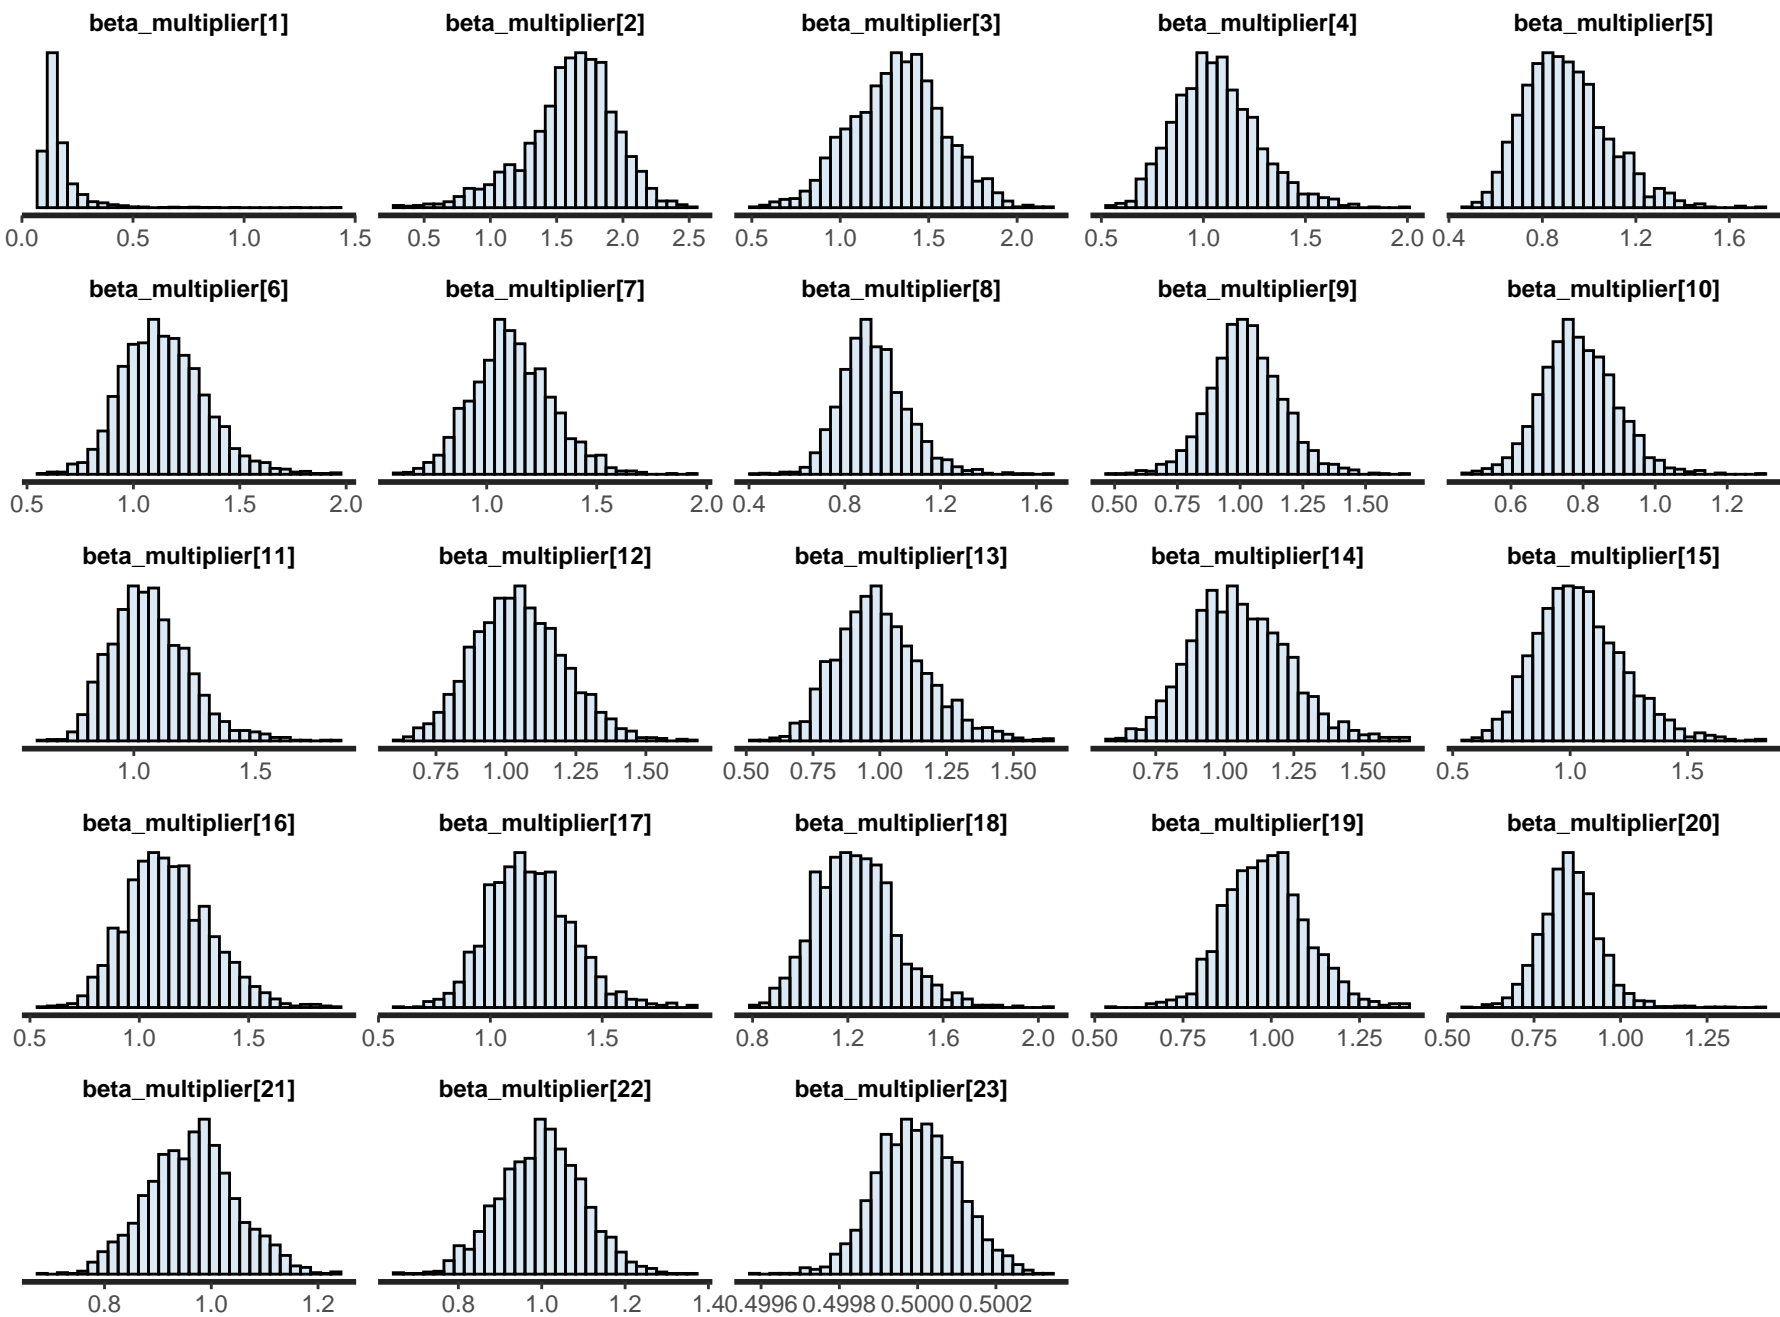 beta_multiplier[1] beta_multiplier[2] beta_multiplier[3] beta_multiplier[4] beta_multiplier[5]
0.0 0.5 1.0 1.5 0.5 1.0 1.5 2.0 2.5 0.5 1.0 1.5 2.0 0.5 1.0 1.5 2.0 0.4 0.8 1.2 1.6
beta_multiplier[6] beta_multiplier[7] beta_multiplier[8] beta_multiplier[9] beta_multiplier[10]
0.5 1.0 1.5 2.0 1.0 1.5 2.0 0.4 0.8 1.2 1.6 0.50 0.75 1.00 1.25 1.50 0.6 0.8 1.0 1.2
beta_multiplier[11] beta_multiplier[12] beta_multiplier[13] beta_multiplier[14] beta_multiplier[15]
1.0 1.5 0.75 1.00 1.25 1.50 0.50 0.75 1.00 1.25 1.50 0.75 1.00 1.25 1.50 0.5 1.0 1.5
beta_multiplier[16] beta_multiplier[17] beta_multiplier[18] beta_multiplier[19] beta_multiplier[20]
0.5 1.0 1.5 0.5 1.0 1.5 0.8 1.2 1.6 2.0 0.50 0.75 1.00 1.25 0.50 0.75 1.00 1.25
beta_multiplier[21] beta_multiplier[22] beta_multiplier[23]
0.8 1.0 1.2 0.8 1.0 1.2 1.4 0.4996 0.4998 0.5000 0.5002